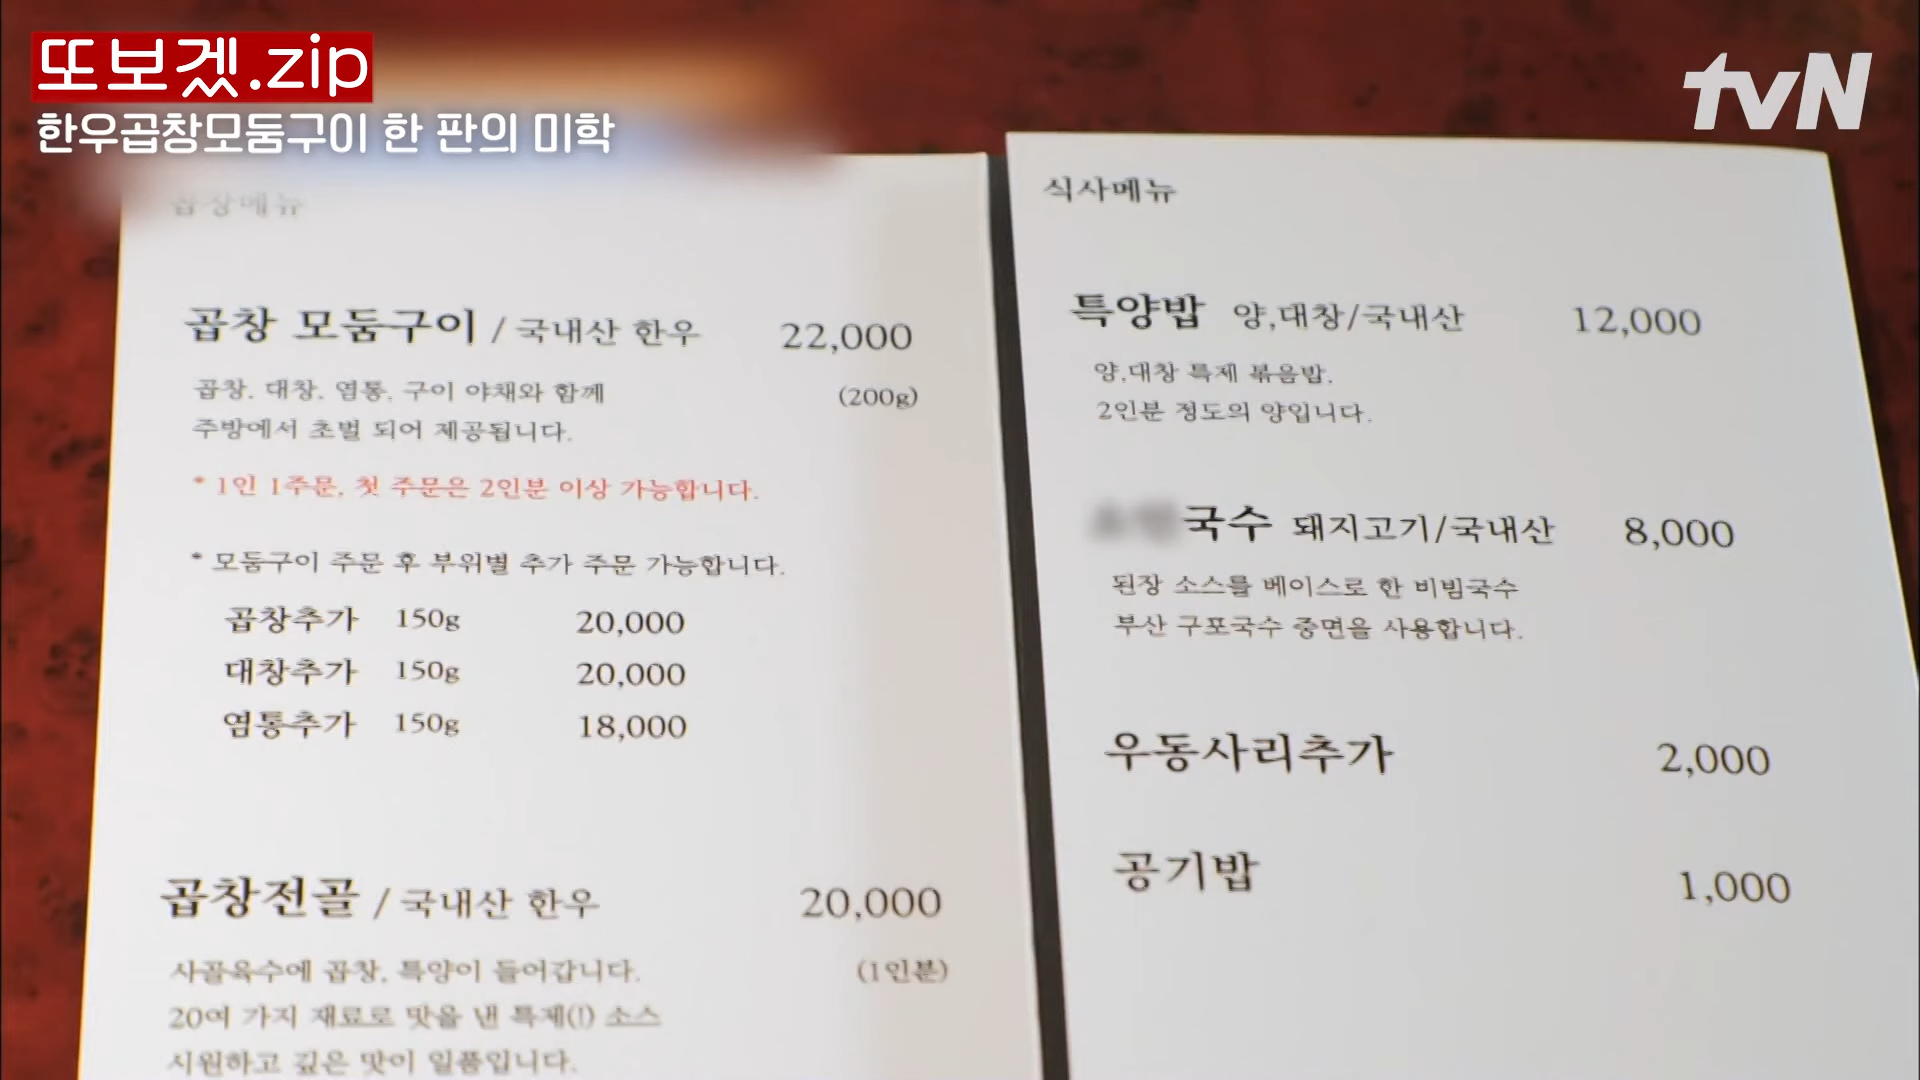 또보겠.zip
한우곱창모둠구이 한 판의 미학
tvN
곱창메뉴
곱창 모둠구이 / 국내산 한우 22,000
곱창, 대창, 염통, 구이 야채와 함께 (200g)
주방에서 초벌 되어 제공됩니다.
* 1인 1주문, 첫 주문은 2인분 이상 가능합니다.
* 모둠구이 주문 후 부위별 추가 주문 가능합니다.
곱창추가 150g 20,000
대창추가 150g 20,000
염통추가 150g 18,000
곱창전골 / 국내산 한우 20,000
사골육수에 곱창, 특양이 들어갑니다. (1인분)
20여 가지 재료로 맛을 낸 특제(!) 소스
시원하고 깊은 맛이 일품입니다.
식사메뉴
특양밥 양,대창/국내산 12,000
양,대창 특제 볶음밥.
2인분 정도의 양입니다.
국수 돼지고기/국내산 8,000
된장 소스를 베이스로 한 비빔국수
부산 구포국수 중면을 사용합니다.
우동사리추가 2,000
공기밥 1,000